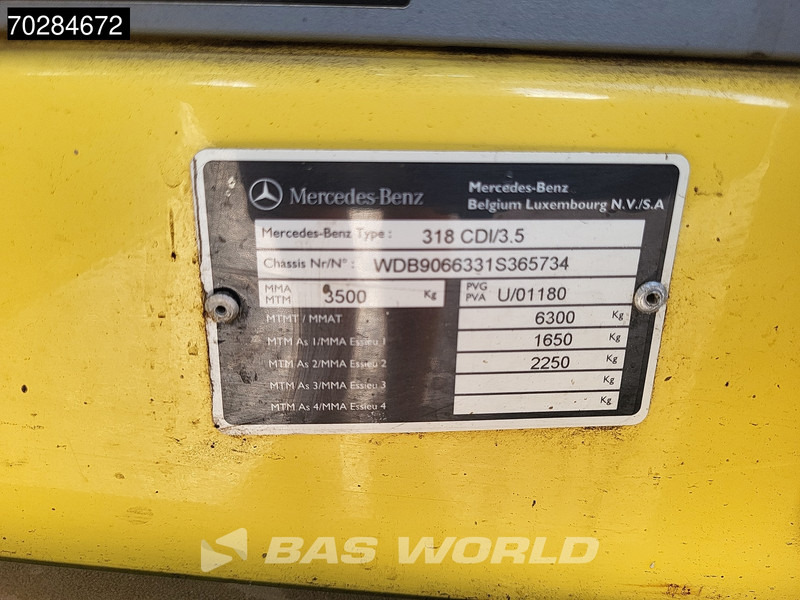 70284672
Mercedes-Benz
Mercedes-Benz
Belgium Luxembourg N.V./S.A
Mercedes-Benz Type : 318 CDI/3.5
Chassis Nr/N° : WDB9066331S365734
MMA
MTM 3500 Kg
PVG
PVA U/01180
MTMT / MMAT 6300 Kg
MTM As 1/MMA Essieu 1 1650 Kg
MTM As 2/MMA Essieu 2 2250 Kg
MTM As 3/MMA Essieu 3 Kg
MTM As 4/MMA Essieu 4 Kg
BAS WORLD